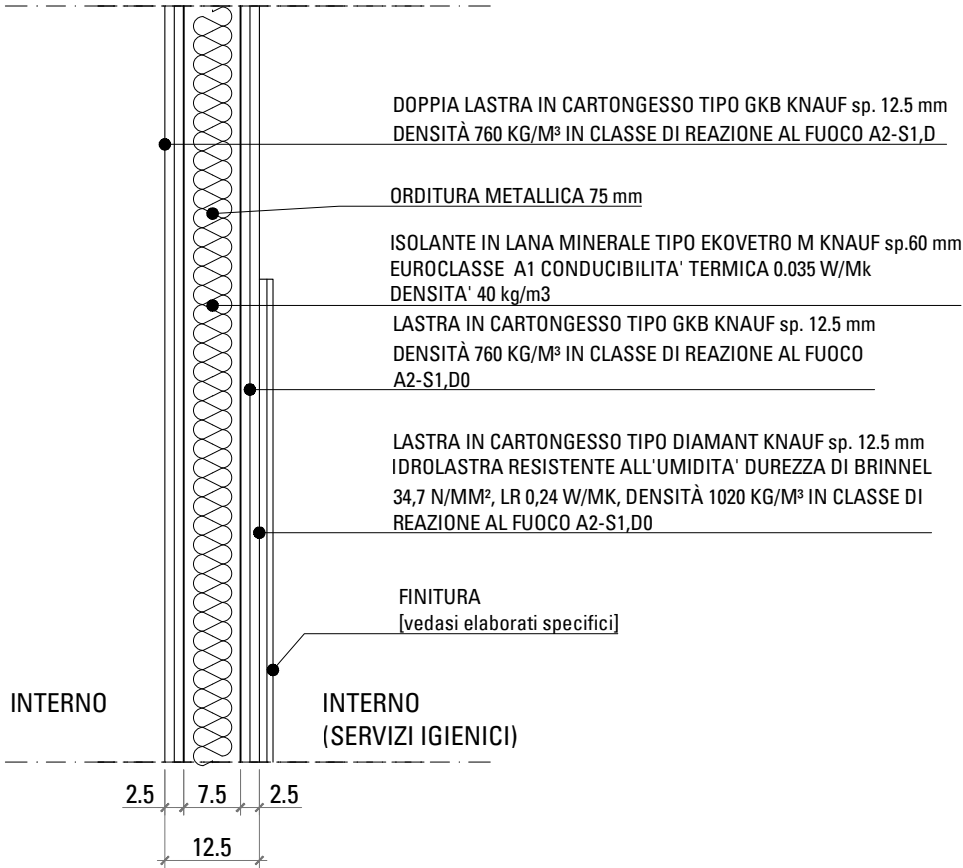 DOPPIA LASTRA IN CARTONGESSO TIPO GKB KNAUF sp. 12.5 mm
DENSITÀ 760 KG/M³ IN CLASSE DI REAZIONE AL FUOCO A2-S1,D
ORDITURA METALLICA 75 mm
ISOLANTE IN LANA MINERALE TIPO EKOVETRO M KNAUF sp.60 mm
EUROCLASSE A1 CONDUCIBILITA' TERMICA 0.035 W/Mk
DENSITA' 40 kg/m3
LASTRA IN CARTONGESSO TIPO GKB KNAUF sp. 12.5 mm
DENSITÀ 760 KG/M³ IN CLASSE DI REAZIONE AL FUOCO
A2-S1,D0
LASTRA IN CARTONGESSO TIPO DIAMANT KNAUF sp. 12.5 mm
IDROLASTRA RESISTENTE ALL'UMIDITA' DUREZZA DI BRINNEL
34,7 N/MM², LR 0,24 W/MK, DENSITÀ 1020 KG/M³ IN CLASSE DI
REAZIONE AL FUOCO A2-S1,D0
FINITURA
[vedasi elaborati specifici]
INTERNO
INTERNO
(SERVIZI IGIENICI)
2.5 7.5 2.5
12.5